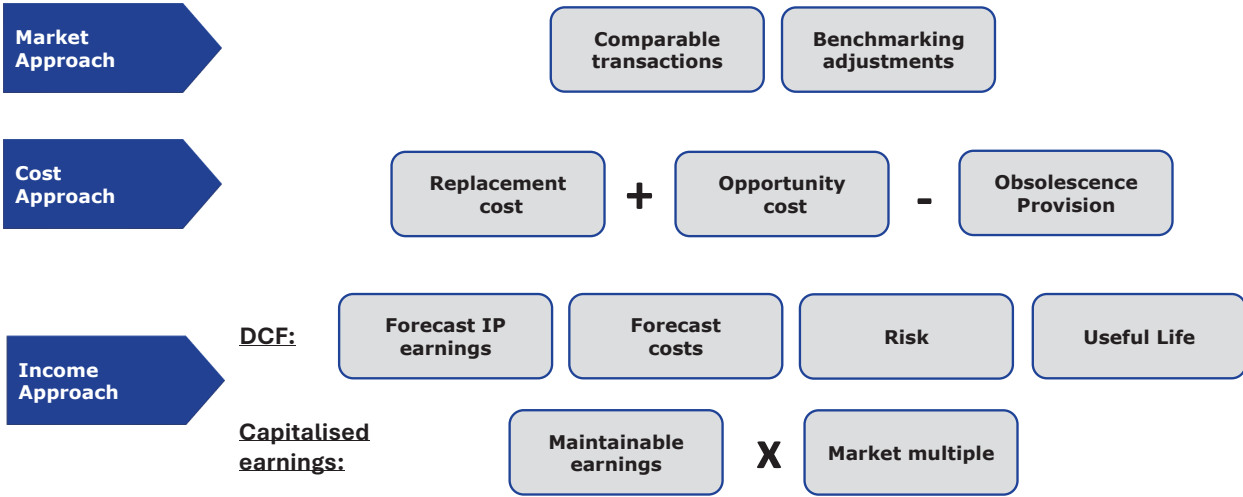 Market
Approach
Comparable
transactions
Benchmarking
adjustments
Cost
Approach
Replacement
cost
+
Opportunity
cost
-
Obsolescence
Provision
Income
Approach
DCF:
Forecast IP
earnings
Forecast
costs
Risk
Useful Life
Capitalised
earnings:
Maintainable
earnings
X
Market multiple